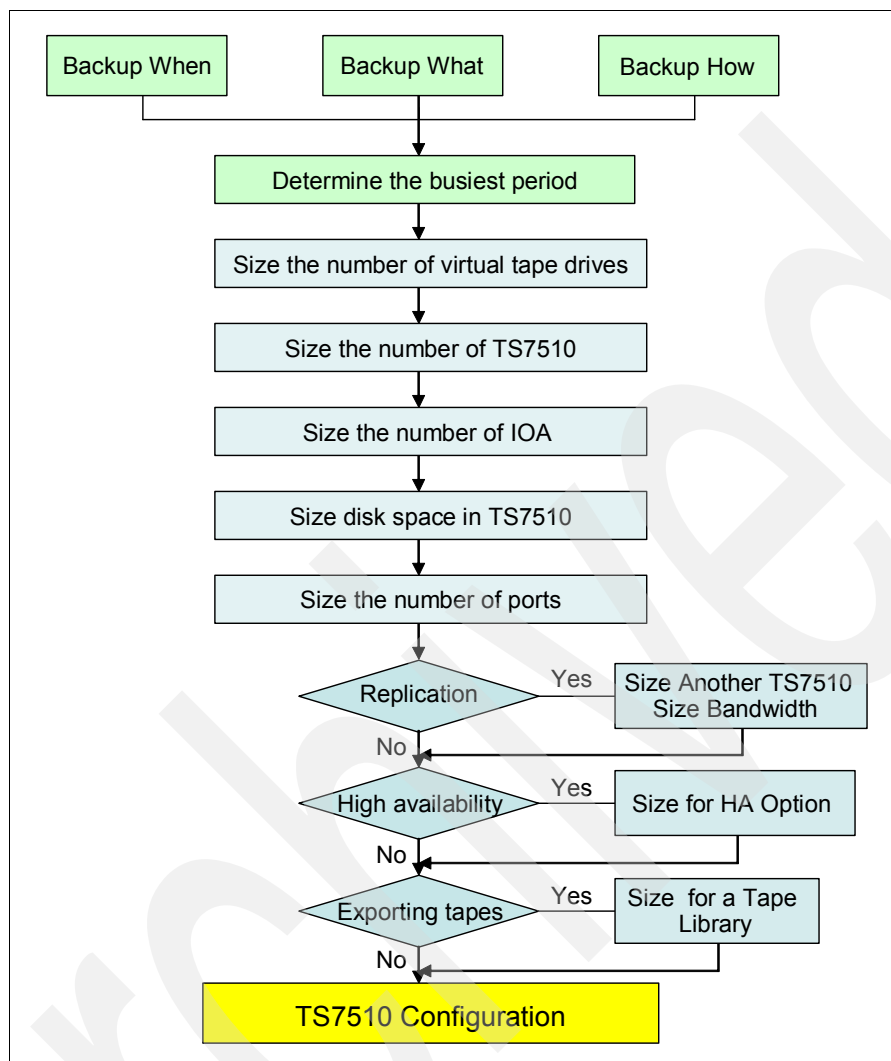 Backup When
Backup What
Backup How
Determine the busiest period
Size the number of virtual tape drives
Size the number of TS7510
Size the number of IOA
Size disk space in TS7510
Size the number of ports
Replication
Yes
Size Another TS7510
Size Bandwidth
No
High availability
Yes
Size for HA Option
No
Exporting tapes
Yes
Size for a Tape
Library
No
TS7510 Configuration